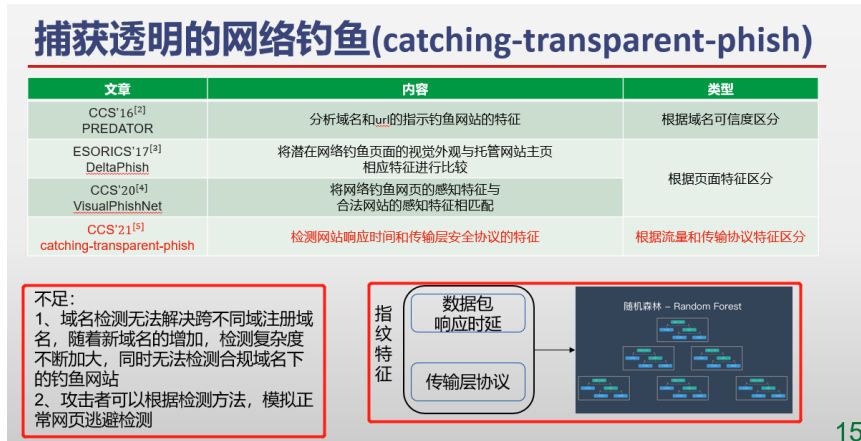 捕获透明的网络钓鱼(catching-transparent-phish)
文章 内容 类型
CCS'16[2]
PREDATOR
分析域名和url的指示钓鱼网站的特征
根据域名可信度区分
ESORICS'17[3]
DeltaPhish
将潜在网络钓鱼页面的视觉外观与托管网站主页
相应特征进行比较
根据页面特征区分
CCS'20[4]
VisualPhishNet
将网络钓鱼网页的感知特征与
合法网站的感知特征相匹配
CCS'21[5]
catching-transparent-phish
检测网站响应时间和传输层安全协议的特征
根据流量和传输协议特征区分
不足：
1、域名检测无法解决跨不同域注册域
名，随着新域名的增加，检测复杂度
不断加大，同时无法检测合规域名下
的钓鱼网站
2、攻击者可以根据检测方法，模拟正
常网页逃避检测
指
纹
特
征
数据包
响应时延
传输层协议
随机森林 – Random Forest
15